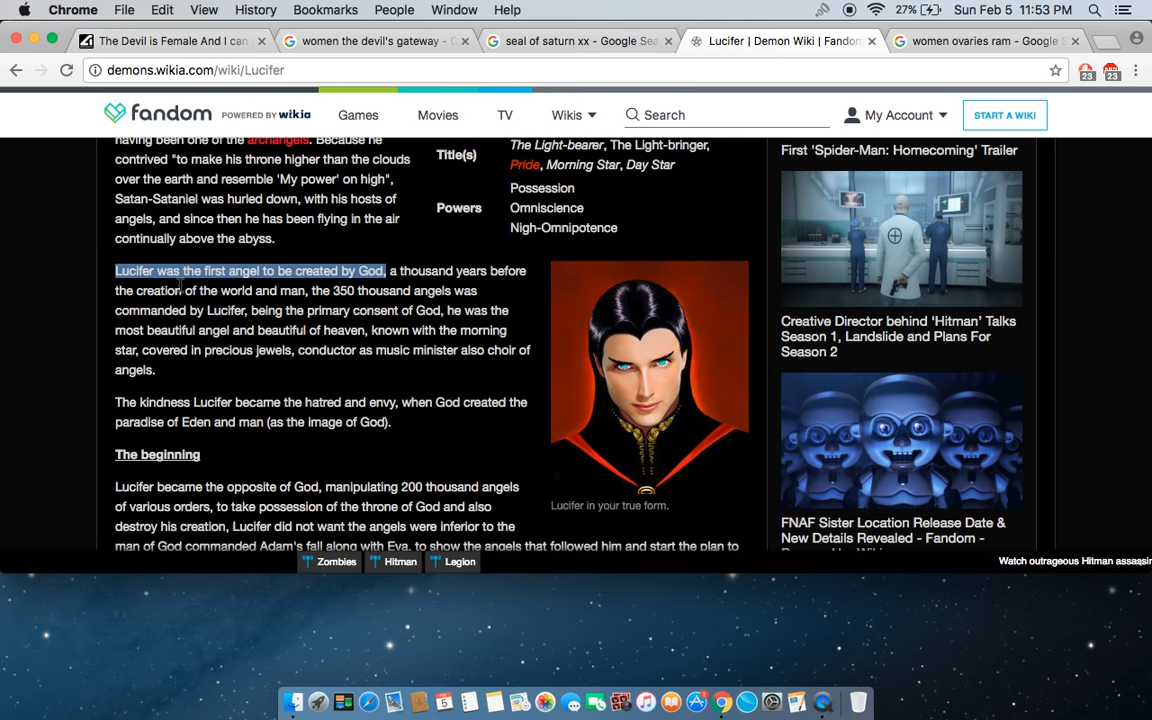 Chrome File Edit View History Bookmarks People Window Help 27% Sun Feb 5 11:53 PM
The Devil is Female And I can
women the devil's gateway - G
seal of saturn xx - Google Sea
Lucifer | Demon Wiki | Fandom
women ovaries ram - Google S
demons.wikia.com/wiki/Lucifer
23 23
fandom POWERED BY wikia Games Movies TV Wikis Search My Account START A WIKI
having been one of the archangels. Because he
contrived "to make his throne higher than the clouds
over the earth and resemble 'My power' on high",
Satan-Sataniel was hurled down, with his hosts of
angels, and since then he has been flying in the air
continually above the abyss.
Title(s)
The Light-bearer, The Light-bringer,
Pride, Morning Star, Day Star
Powers
Possession
Omniscience
Nigh-Omnipotence
Lucifer was the first angel to be created by God, a thousand years before
the creation of the world and man, the 350 thousand angels was
commanded by Lucifer, being the primary consent of God, he was the
most beautiful angel and beautiful of heaven, known with the morning
star, covered in precious jewels, conductor as music minister also choir of
angels.
The kindness Lucifer became the hatred and envy, when God created the
paradise of Eden and man (as the image of God).
The beginning
Lucifer became the opposite of God, manipulating 200 thousand angels
of various orders, to take possession of the throne of God and also
destroy his creation, Lucifer did not want the angels were inferior to the
man of God commanded Adam's fall along with Eva, to show the angels that followed him and start the plan to
Lucifer in your true form.
First 'Spider-Man: Homecoming' Trailer
Creative Director behind 'Hitman' Talks
Season 1, Landslide and Plans For
Season 2
FNAF Sister Location Release Date &
New Details Revealed - Fandom -
Zombies Hitman Legion
Watch outrageous Hitman assassin
5